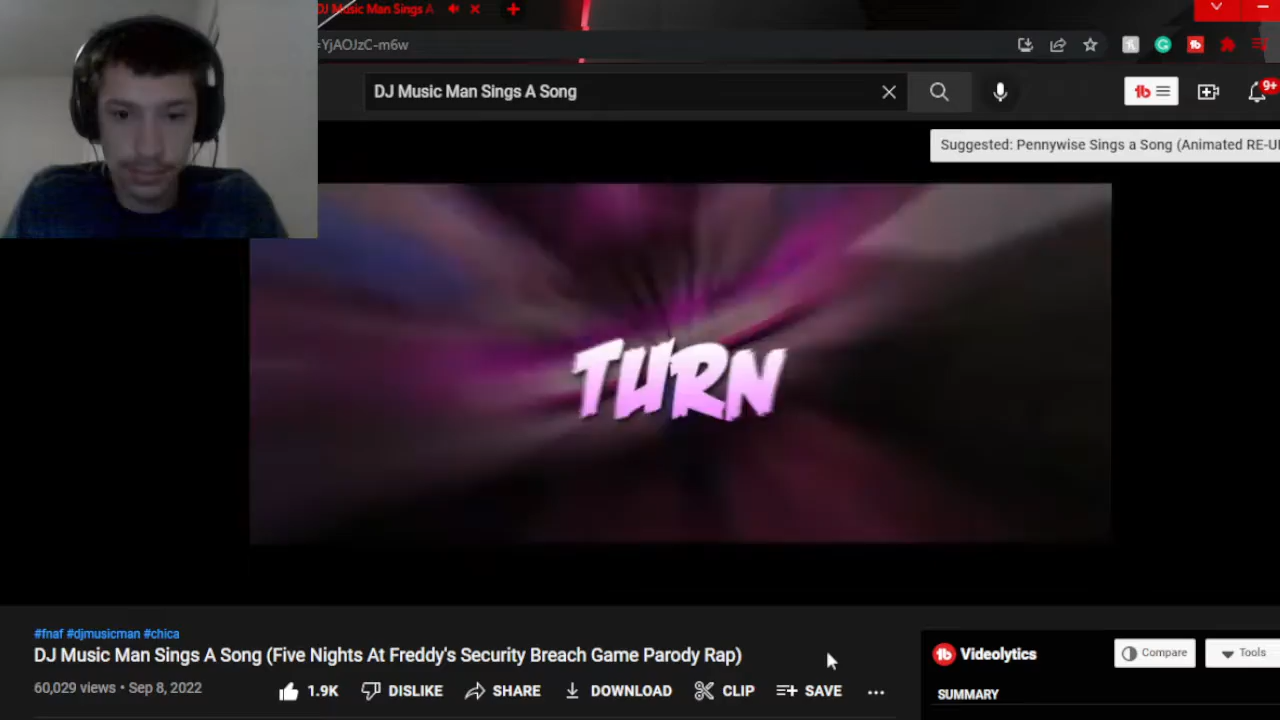 DJ Music Man Sings A
=YjAOJzC-m6w
DJ Music Man Sings A Song
9+
Suggested: Pennywise Sings a Song (Animated RE-U
TURN
#fnaf #djmusicman #chica
DJ Music Man Sings A Song (Five Nights At Freddy's Security Breach Game Parody Rap)
60,029 views • Sep 8, 2022
1.9K
DISLIKE
SHARE
DOWNLOAD
CLIP
SAVE
Videolytics
Compare
Tools
SUMMARY